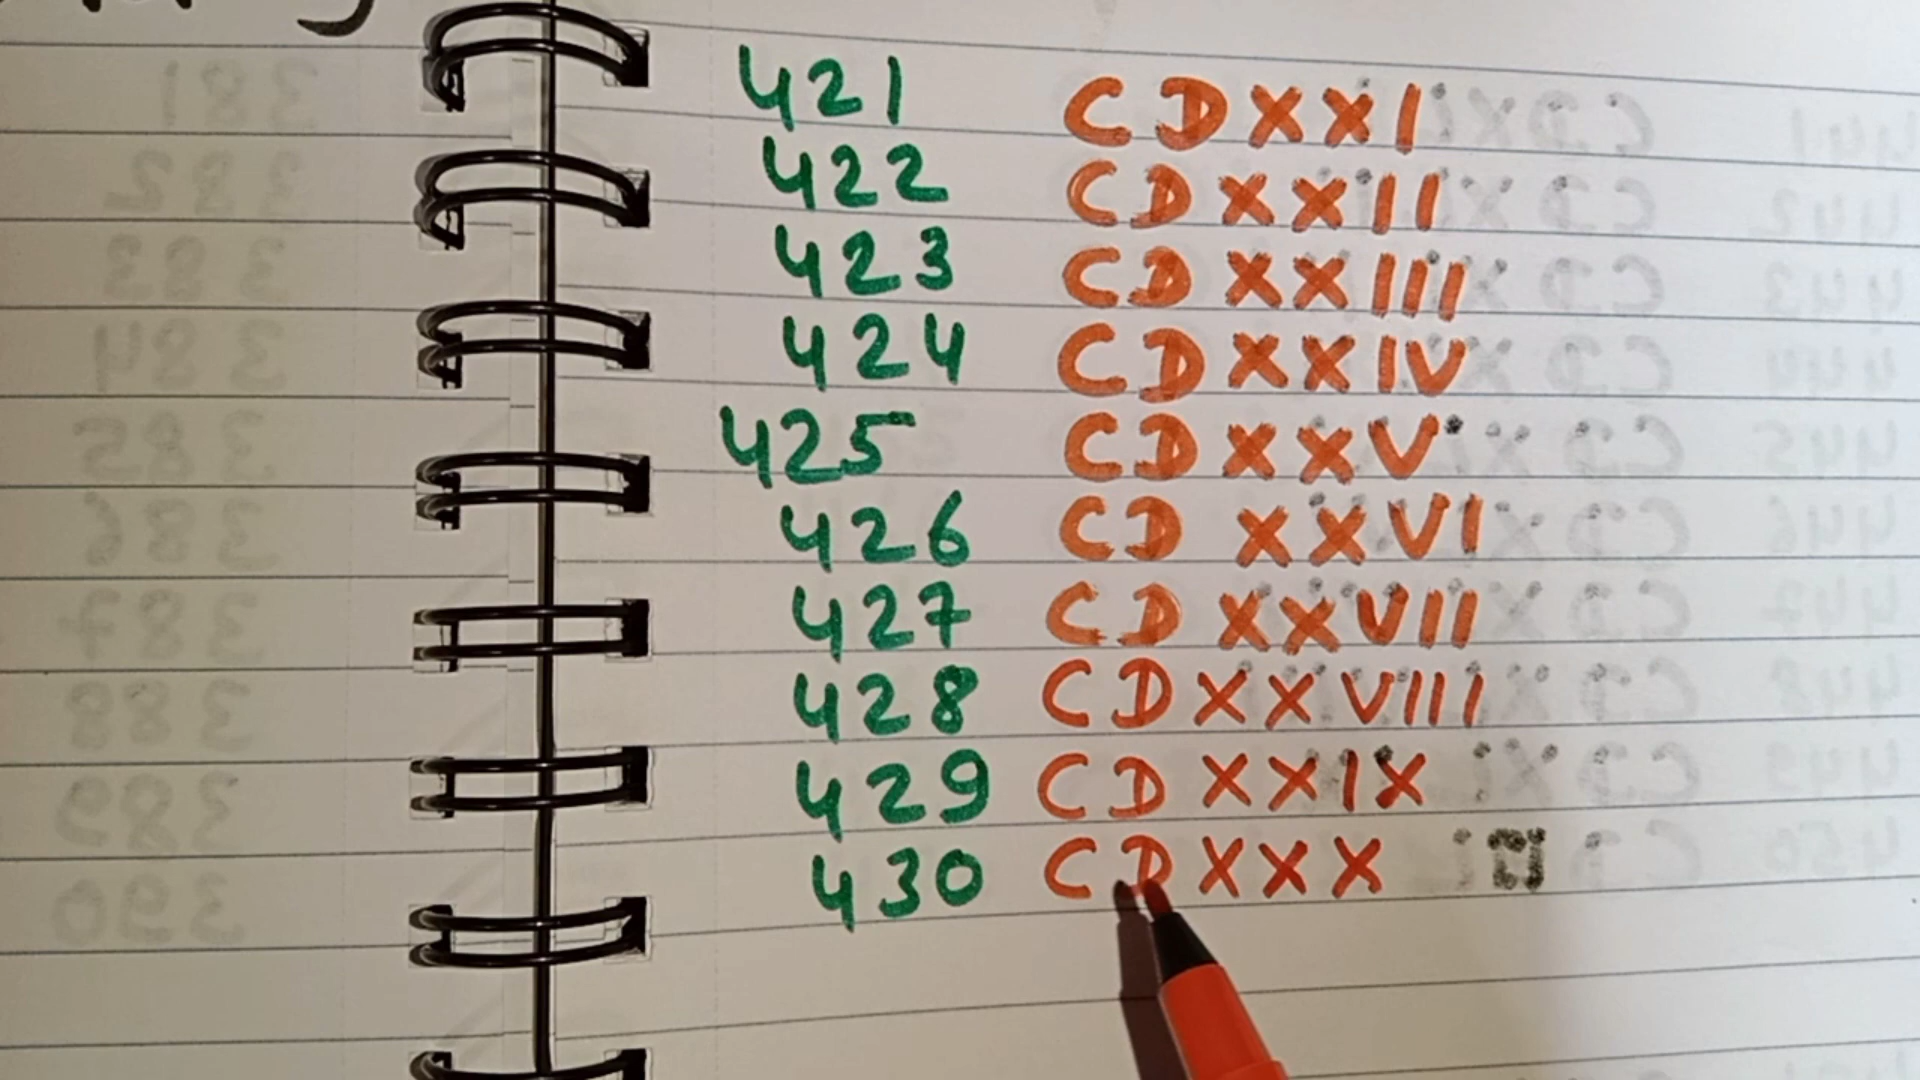 421 CDXXI
422 CDXXII
423 CDXXIII
424 CDXXIV
425 CDXXV
426 CDXXVI
427 CDXXVII
428 CDXXVIII
429 CDXXIX
430 CDXXX